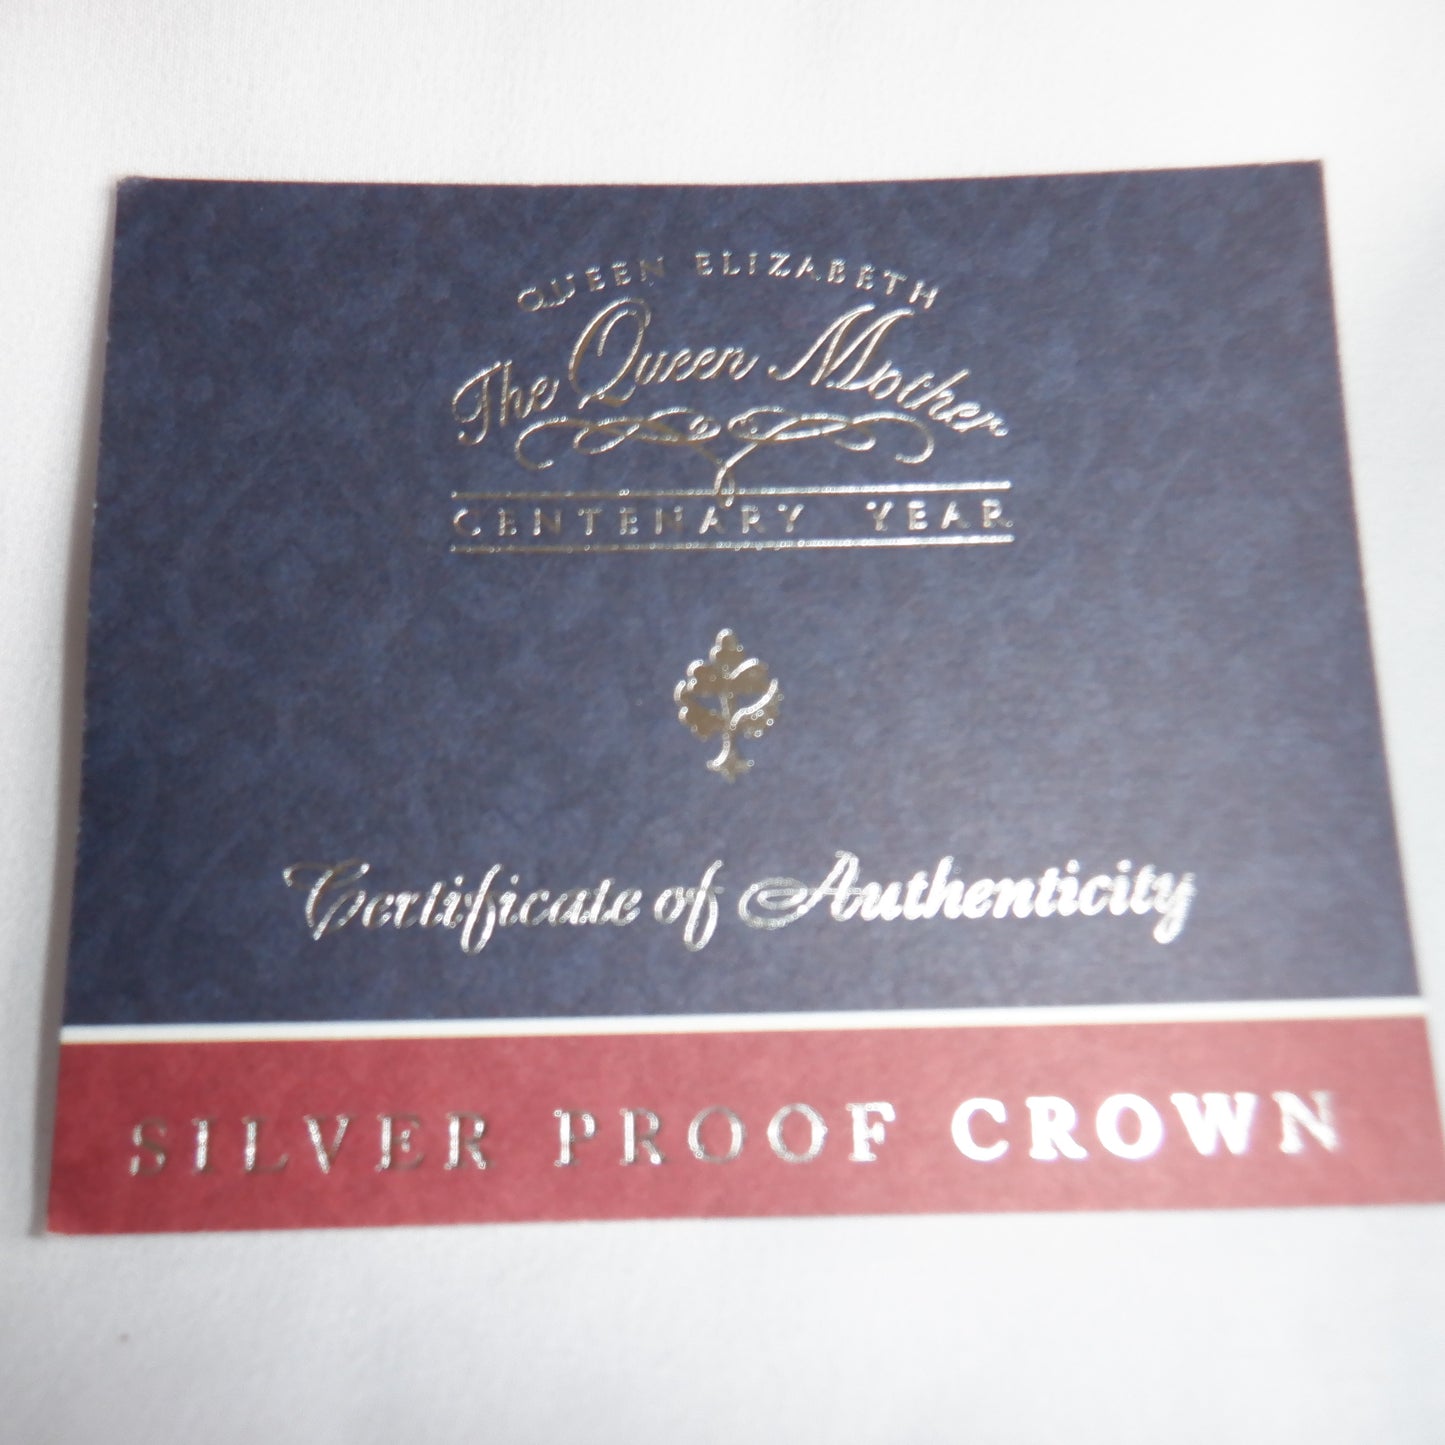 QUEEN ELIZABETH
The Queen Mother
CENTENARY YEAR
Certificate of Authenticity
SILVER PROOF CROWN